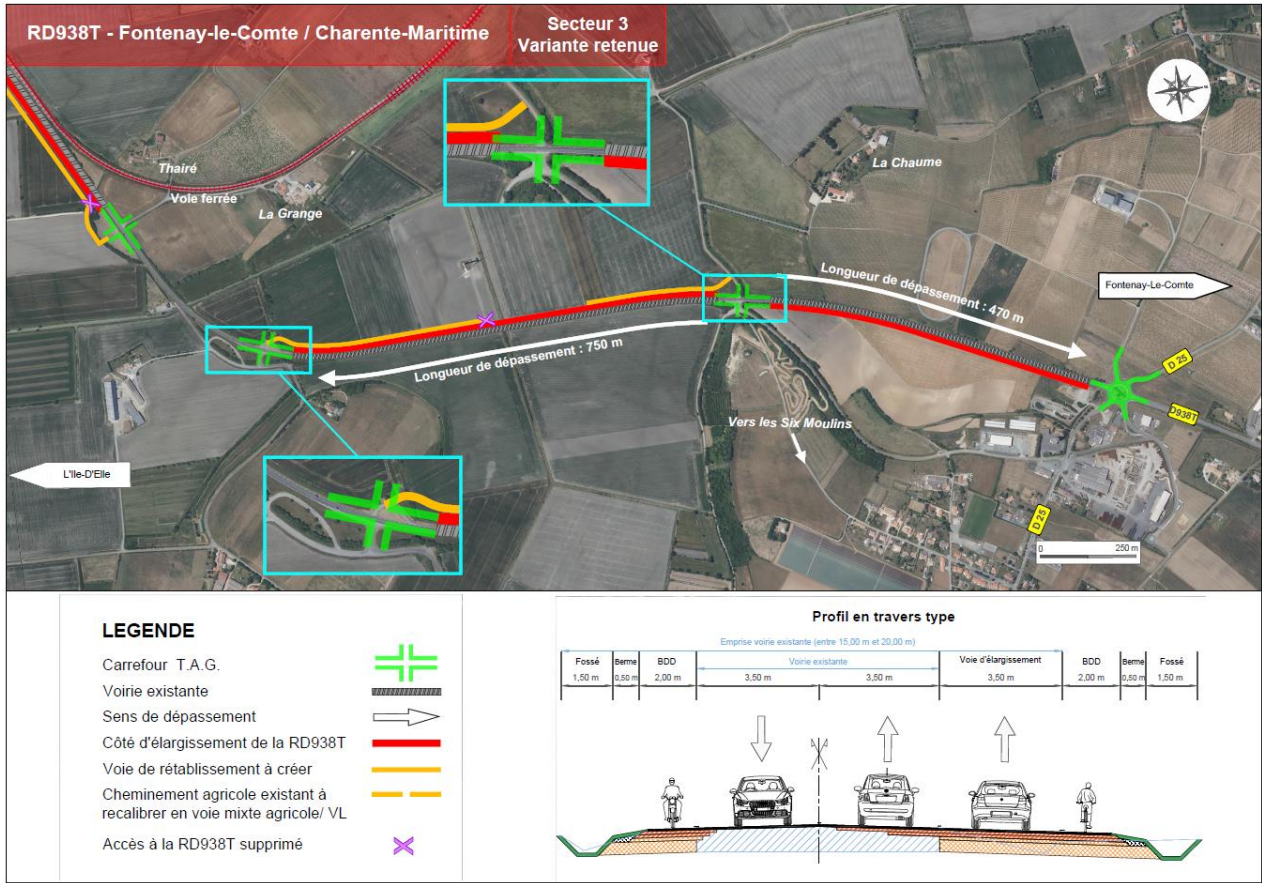 RD938T - Fontenay-le-Comte / Charente-Maritime
Secteur 3
Variante retenue
Thairé
Voie ferrée
La Grange
La Chaume
Longueur de dépassement : 470 m
Fontenay-Le-Comte
Longueur de dépassement : 750 m
D 25
D938T
Vers les Six Moulins
L'Ile-D'Elle
D 25
0 250 m
LEGENDE
Carrefour T.A.G.
Voirie existante
Sens de dépassement
Côté d'élargissement de la RD938T
Voie de rétablissement à créer
Cheminement agricole existant à
recalibrer en voie mixte agricole/ VL
Accès à la RD938T supprimé
Profil en travers type
Emprise voirie existante (entre 15,00 m et 20,00 m)
Fossé Berme BDD Voirie existante Voie d'élargissement BDD Berme Fossé
1,50 m 0,50 m 2,00 m 3,50 m 3,50 m 3,50 m 2,00 m 0,50 m 1,50 m